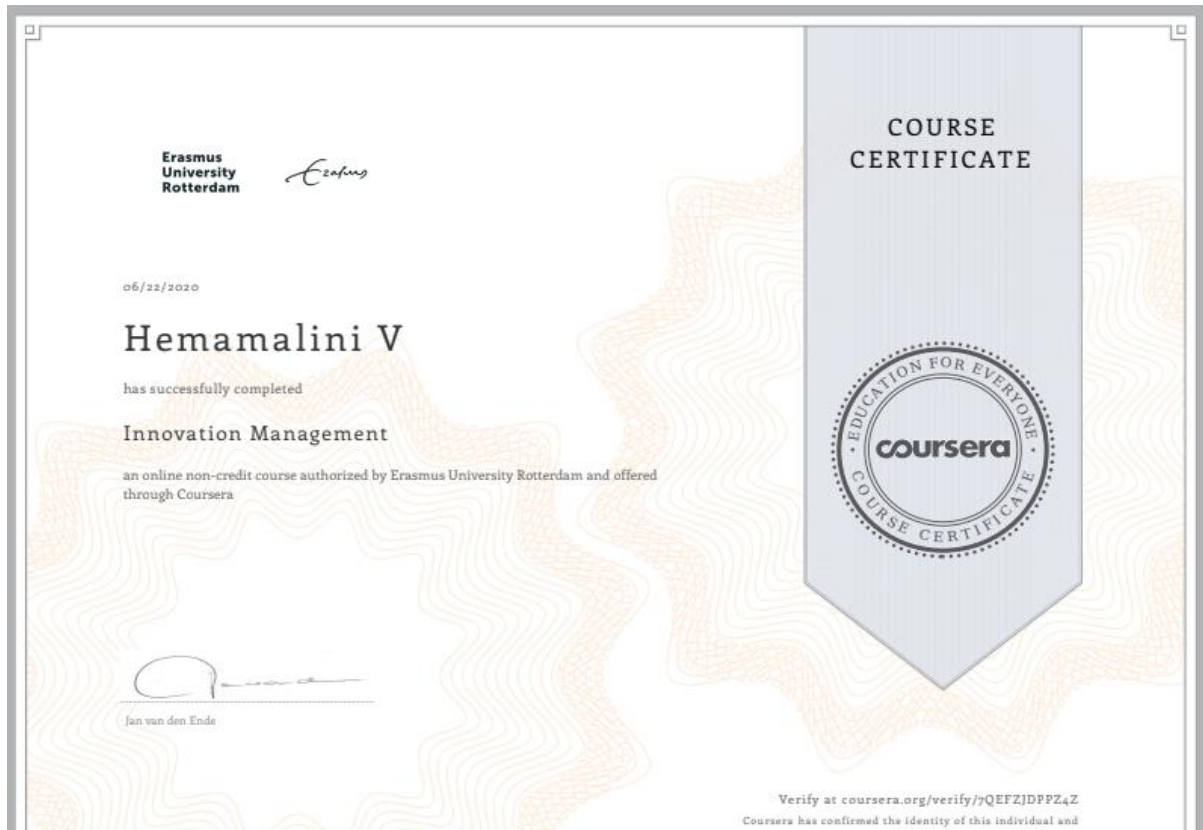 Erasmus
University
Rotterdam
Erasmus
COURSE
CERTIFICATE
06/22/2020
Hemamalini V
has successfully completed
Innovation Management
an online non-credit course authorized by Erasmus University Rotterdam and offered
through Coursera
EDUCATION FOR EVERYONE
coursera
COURSE CERTIFICATE
Jan van den Ende
Verify at coursera.org/verify/7QEFZJDPPZ4Z
Coursera has confirmed the identity of this individual and